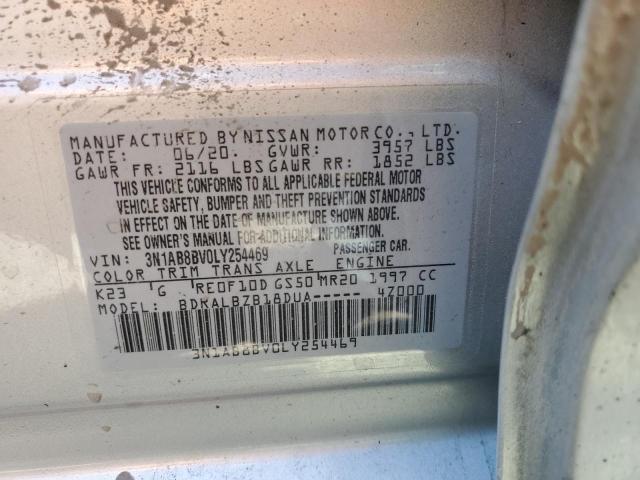 MANUFACTURED BY NISSAN MOTOR CO., LTD.
DATE: 06/20. GVWR: 3957 LBS
GAWR FR: 2116 LBS GAWR RR: 1852 LBS
THIS VEHICLE CONFORMS TO ALL APPLICABLE FEDERAL MOTOR
VEHICLE SAFETY, BUMPER AND THEFT PREVENTION STANDARDS
IN EFFECT ON THE DATE OF MANUFACTURE SHOWN ABOVE.
SEE OWNER'S MANUAL FOR ADDITIONAL INFORMATION
VIN: 3N1AB8BV0LY254469 PASSENGER CAR.
COLOR TRIM TRANS AXLE ENGINE
K23 G RE0F10D GS50 MR20 1997 CC
MODEL: BDRALBZB18DUA----- 4Z000
3N1AB8BV0LY254469